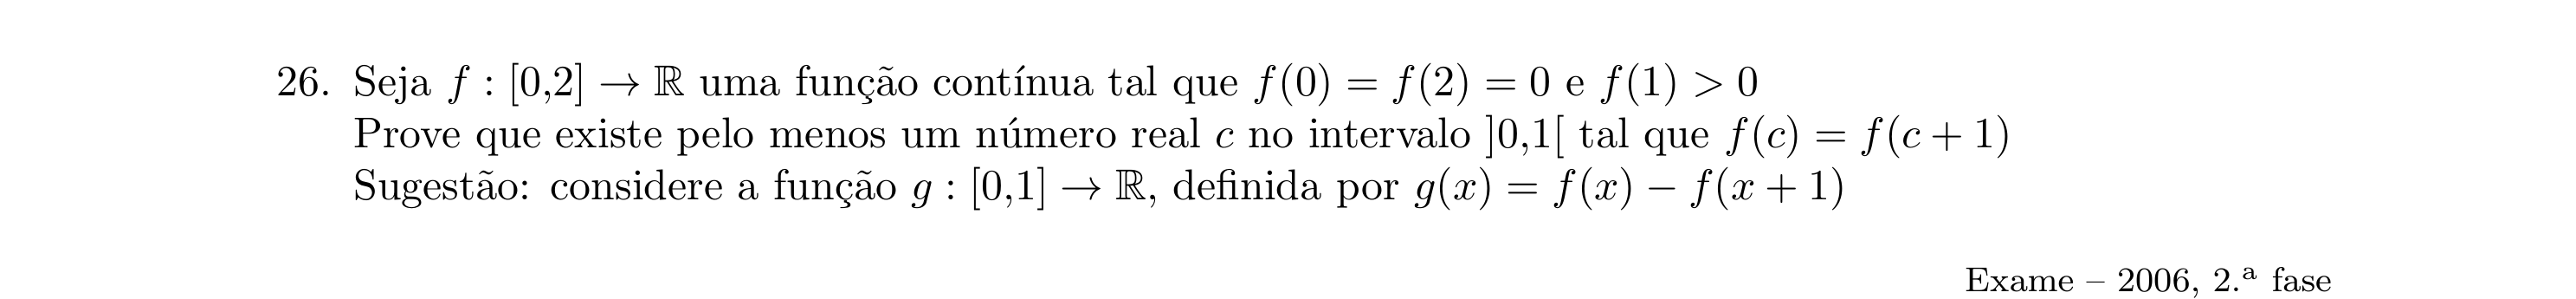 26. Seja f : [0,2] → ℝ uma função contínua tal que f(0) = f(2) = 0 e f(1) > 0
Prove que existe pelo menos um número real c no intervalo ]0,1[ tal que f(c) = f(c + 1)
Sugestão: considere a função g : [0,1] → ℝ, definida por g(x) = f(x) − f(x + 1)
Exame – 2006, 2.ª fase